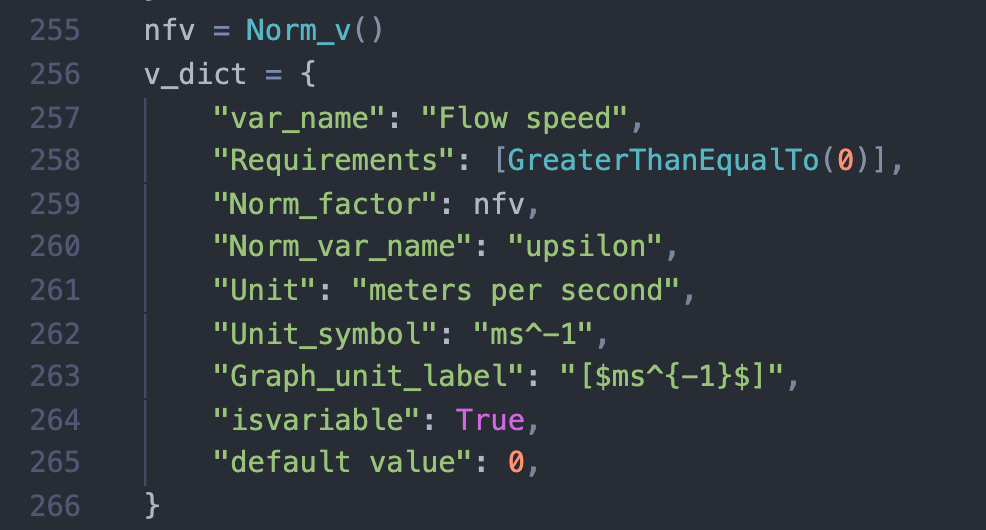 255 nfv = Norm_v()
256 v_dict = {
257 "var_name": "Flow speed",
258 "Requirements": [GreaterThanEqualTo(0)],
259 "Norm_factor": nfv,
260 "Norm_var_name": "upsilon",
261 "Unit": "meters per second",
262 "Unit_symbol": "ms^-1",
263 "Graph_unit_label": "[$ms^{-1}$]",
264 "isvariable": True,
265 "default value": 0,
266 }